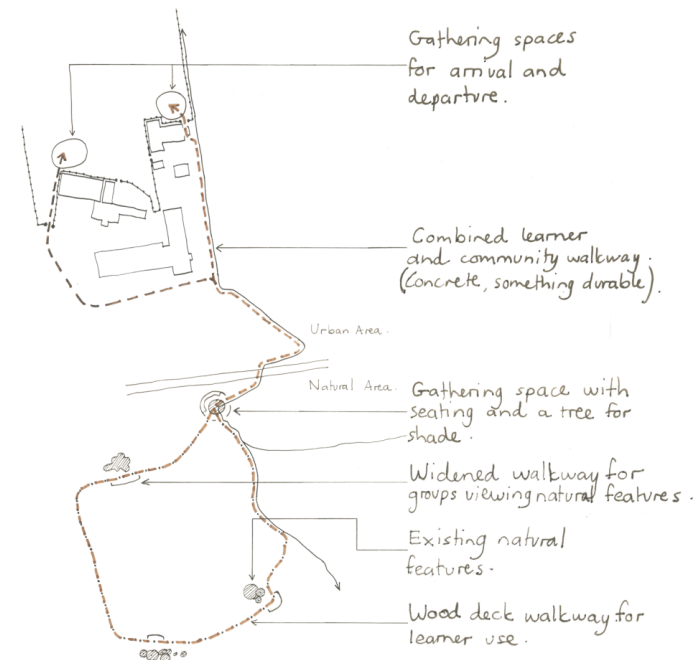 Gathering spaces
for arrival and
departure.
Combined learner
and community walkway.
(Concrete, something durable).
Urban Area.
Natural Area.
Gathering space with
seating and a tree for
shade.
Widened walkway for
groups viewing natural features.
Existing natural
features.
Wood deck walkway for
learner use.